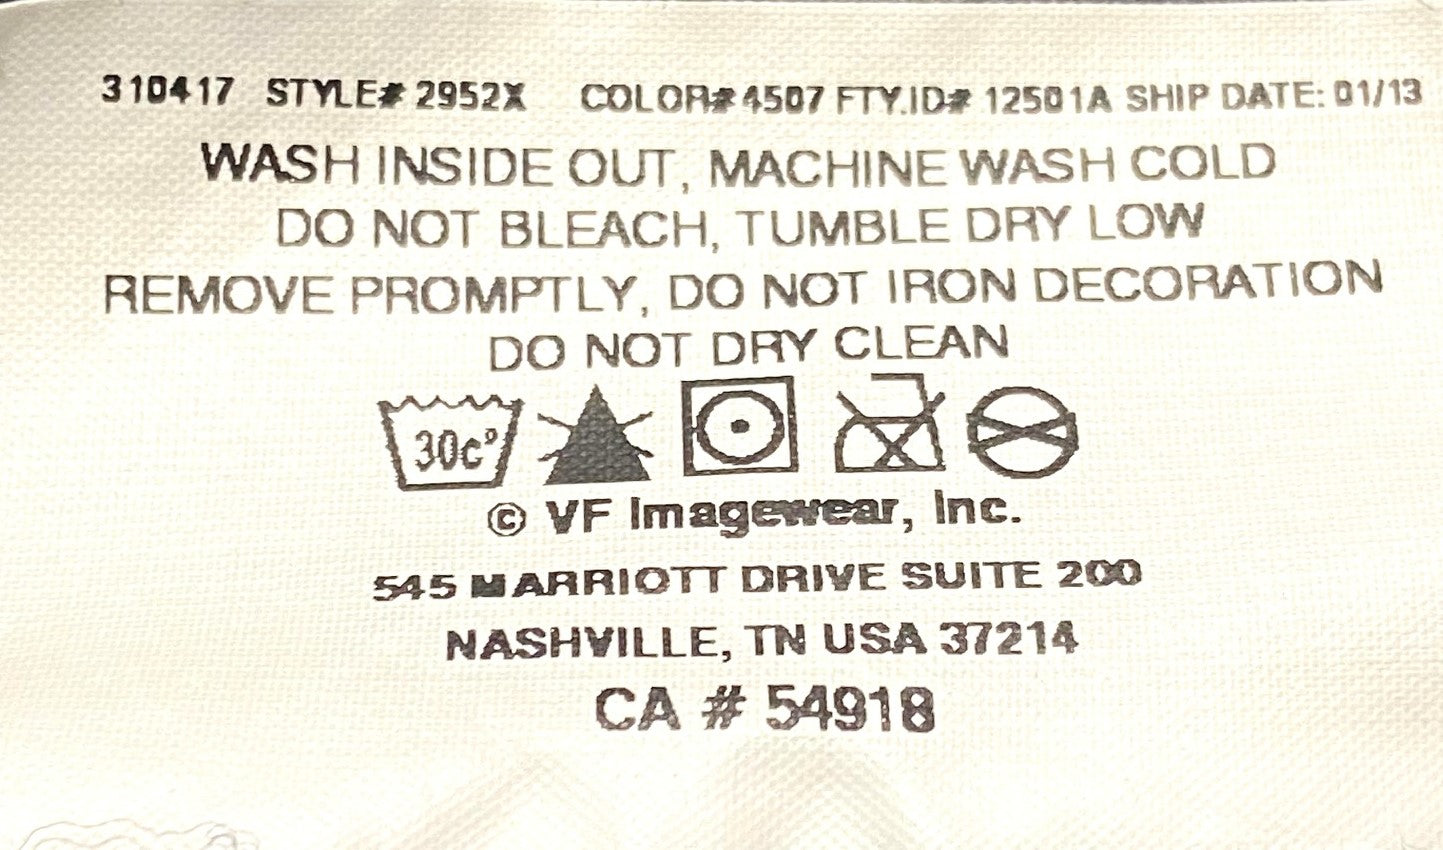 310417 STYLE# 2952X COLOR# 4507 FTY.ID# 12501A SHIP DATE: 01/13
WASH INSIDE OUT, MACHINE WASH COLD
DO NOT BLEACH, TUMBLE DRY LOW
REMOVE PROMPTLY, DO NOT IRON DECORATION
DO NOT DRY CLEAN
30c°
© VF Imagewear, Inc.
545 MARRIOTT DRIVE SUITE 200
NASHVILLE, TN USA 37214
CA # 54918